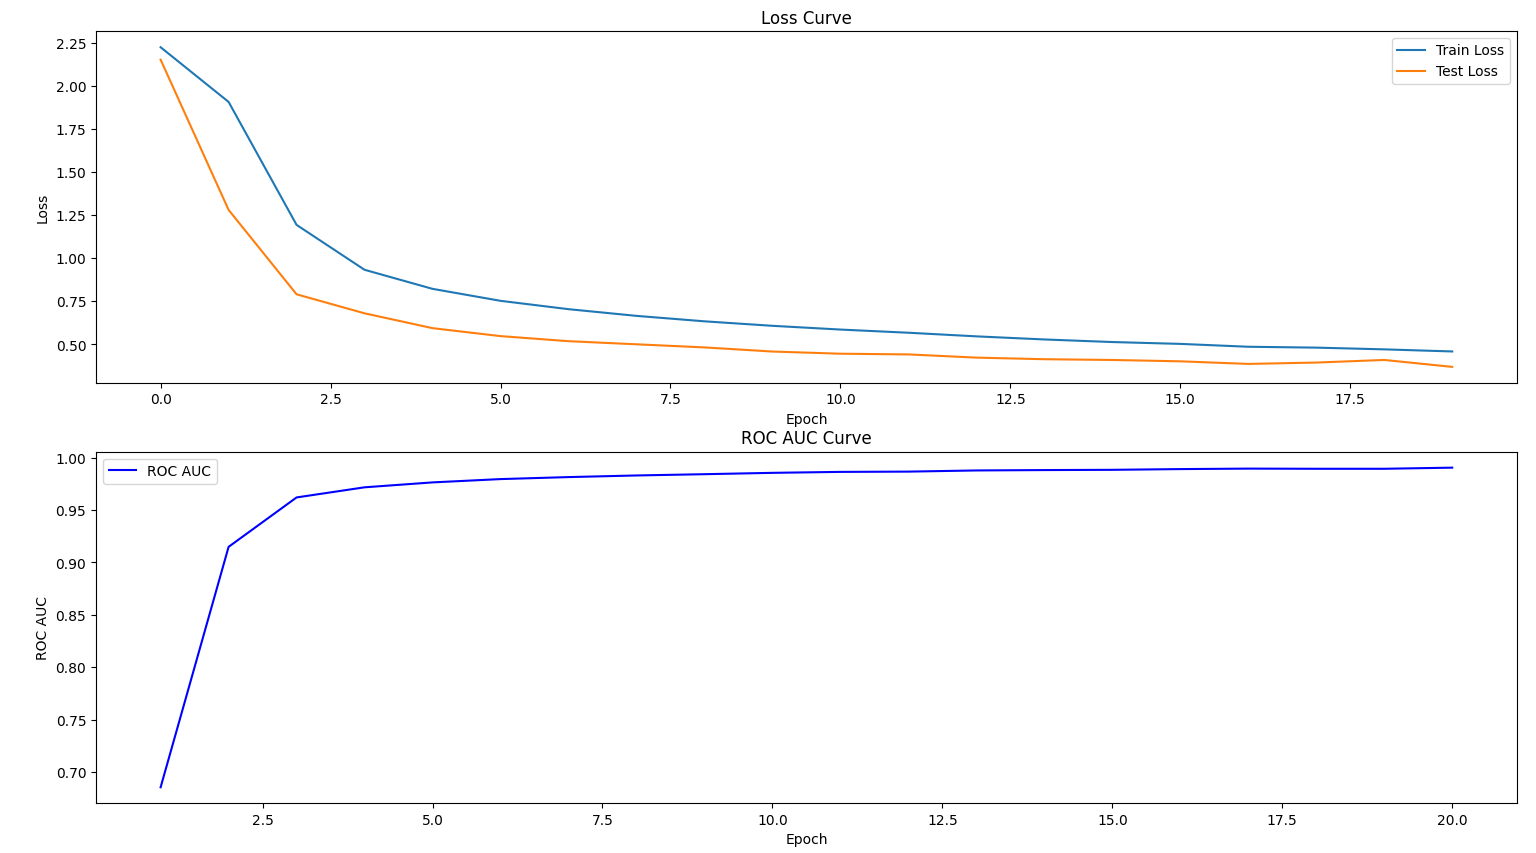 Loss Curve
2.25
2.00
1.75
1.50
1.25
1.00
0.75
0.50
Loss
Train Loss
Test Loss
0.0 2.5 5.0 7.5 10.0 12.5 15.0 17.5
Epoch
ROC AUC Curve
1.00
0.95
0.90
0.85
0.80
0.75
0.70
ROC AUC
ROC AUC
2.5 5.0 7.5 10.0 12.5 15.0 17.5 20.0
Epoch